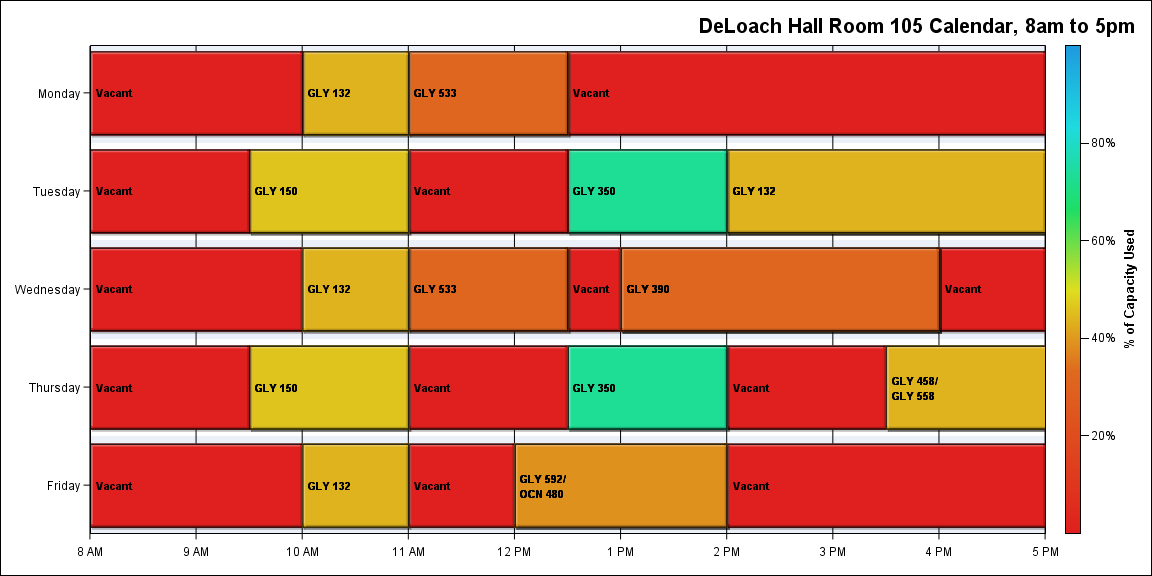 DeLoach Hall Room 105 Calendar, 8am to 5pm
Monday
Vacant
GLY 132
GLY 533
Vacant
Tuesday
Vacant
GLY 150
Vacant
GLY 350
GLY 132
Wednesday
Vacant
GLY 132
GLY 533
Vacant
GLY 390
Vacant
Thursday
Vacant
GLY 150
Vacant
GLY 350
Vacant
GLY 458/
GLY 558
Friday
Vacant
GLY 132
Vacant
GLY 592/
OCN 480
Vacant
8 AM
9 AM
10 AM
11 AM
12 PM
1 PM
2 PM
3 PM
4 PM
5 PM
80%
60%
40%
20%
% of Capacity Used